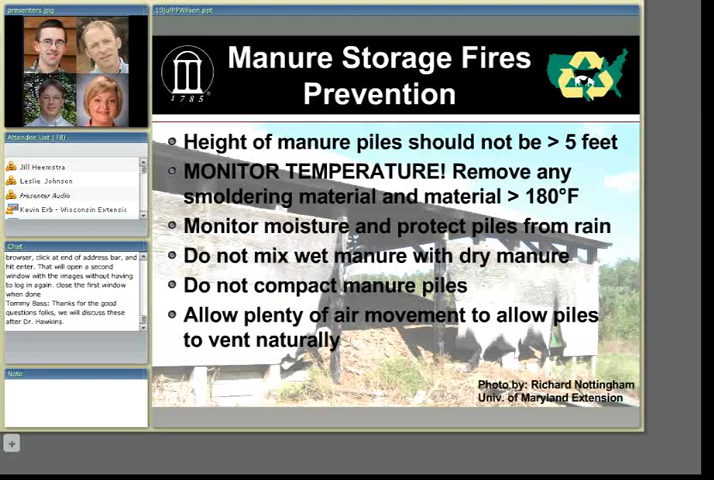 presenters.jpg
Attendee List (78)
Jill Heemstra
Leslie Johnson
Presenter Audio
Kevin Erb - Wisconsin Extensic
Chat
browser, click at end of address bar, and
hit enter. That will open a second
window with the images without having
to log in again. close the first window
when done
Tommy Bass: Thanks for the good
questions folks, we will discuss these
after Dr. Hawkins.
Note
10julPPWilson.ppt
Manure Storage Fires
Prevention
1785
Height of manure piles should not be > 5 feet
MONITOR TEMPERATURE! Remove any
smoldering material and material > 180°F
Monitor moisture and protect piles from rain
Do not mix wet manure with dry manure
Do not compact manure piles
Allow plenty of air movement to allow piles
to vent naturally
Photo by: Richard Nottingham
Univ. of Maryland Extension